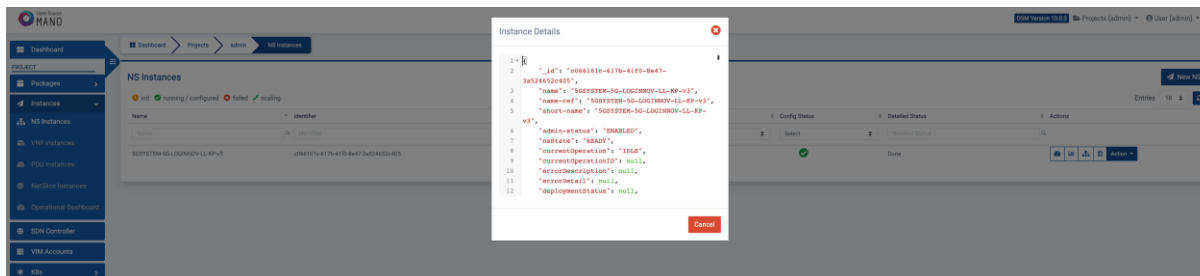 Open Source
MANO
OSM Version 10.0.3
Projects (admin)
User (admin)
Dashboard
PROJECT
Packages
Instances
NS Instances
VNF Instances
PDU Instances
NetSlice Instances
Operational Dashboard
SDN Controller
VIM Accounts
K8s
Dashboard
Projects
admin
NS Instances
NS Instances
New NS
init
running / configured
failed
scaling
Entries 10
Name
Identifier
Config Status
Detailed Status
Actions
Name
Identifier
Select
Detailed Status
5GSYSTEM-5G-LOGINNOV-LL-KP-v3
c066161c-617b-41f0-8e47-3a524652c405
Done
Action
Instance Details
1 {
2 "_id": "c066161c-617b-41f0-8e47-
3a524652c405",
3 "name": "5GSYSTEM-5G-LOGINNOV-LL-KP-v3",
4 "name-ref": "5GSYSTEM-5G-LOGINNOV-LL-KP-v3",
5 "short-name": "5GSYSTEM-5G-LOGINNOV-LL-KP-
v3",
6 "admin-status": "ENABLED",
7 "nsState": "READY",
8 "currentOperation": "IDLE",
9 "currentOperationID": null,
10 "errorDescription": null,
11 "errorDetail": null,
12 "deploymentStatus": null,
Cancel